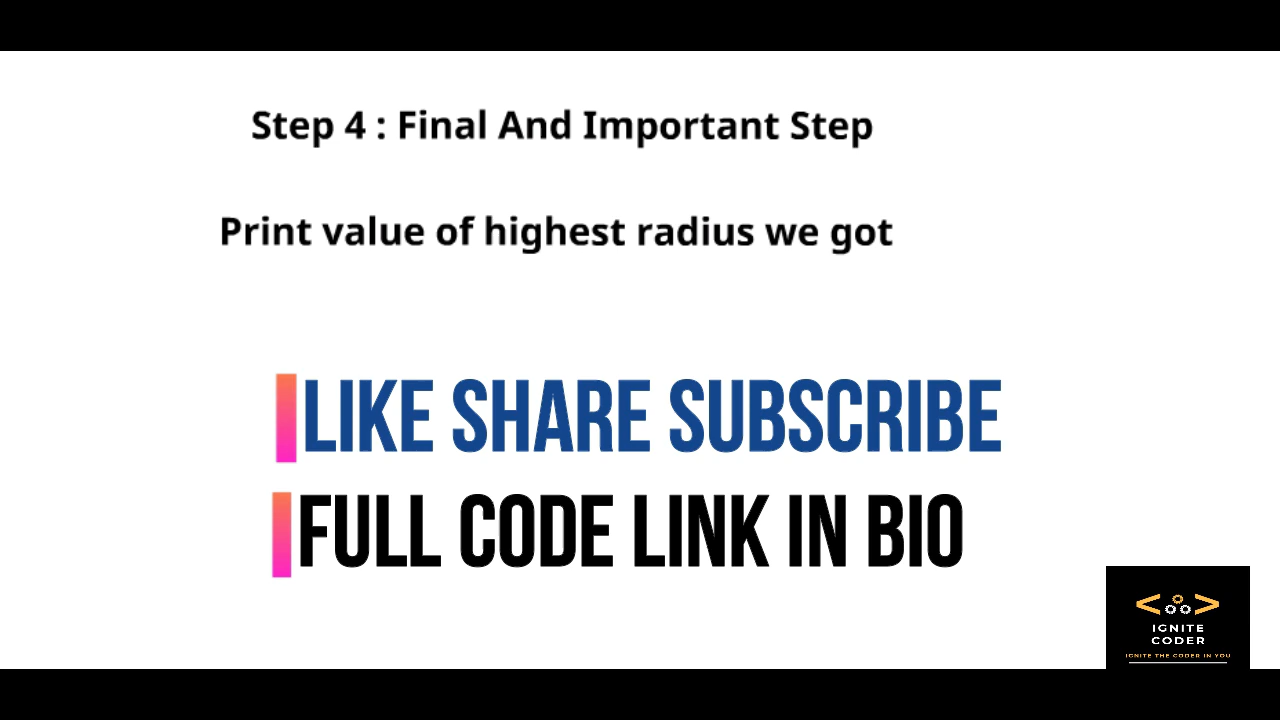 Step 4 : Final And Important Step
Print value of highest radius we got
LIKE SHARE SUBSCRIBE
FULL CODE LINK IN BIO
IGNITE
CODER
IGNITE THE CODER IN YOU